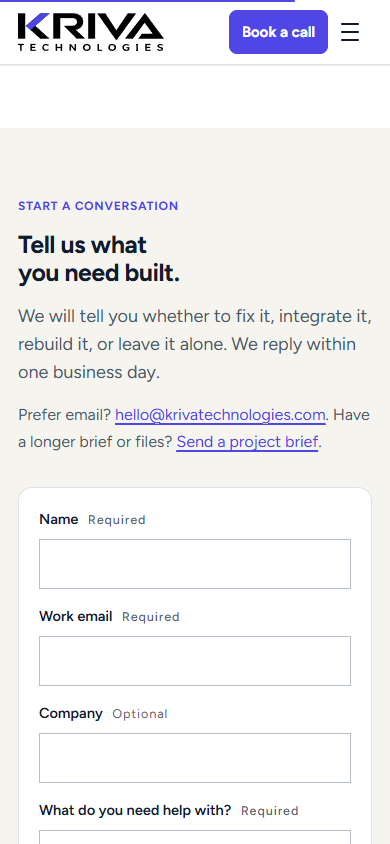 KRIVA
TECHNOLOGIES
Book a call
START A CONVERSATION
Tell us what
you need built.
We will tell you whether to fix it, integrate it,
rebuild it, or leave it alone. We reply within
one business day.
Prefer email? hello@krivatechnologies.com. Have
a longer brief or files? Send a project brief.
Name Required
Work email Required
Company Optional
What do you need help with? Required